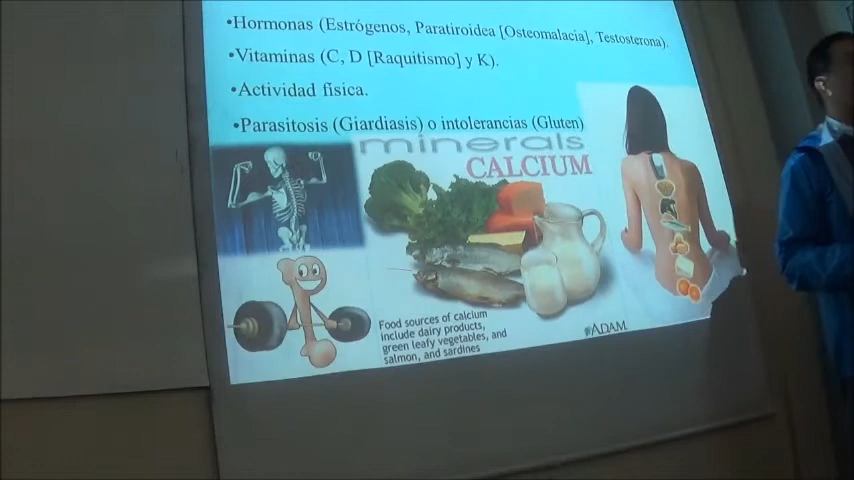 •Hormonas (Estrógenos, Paratiroidea [Osteomalacia], Testosterona).
•Vitaminas (C, D [Raquitismo] y K).
•Actividad física.
•Parasitosis (Giardiasis) o intolerancias (Gluten)
minerals
CALCIUM
Food sources of calcium
include dairy products,
green leafy vegetables, and
salmon, and sardines
ADAM